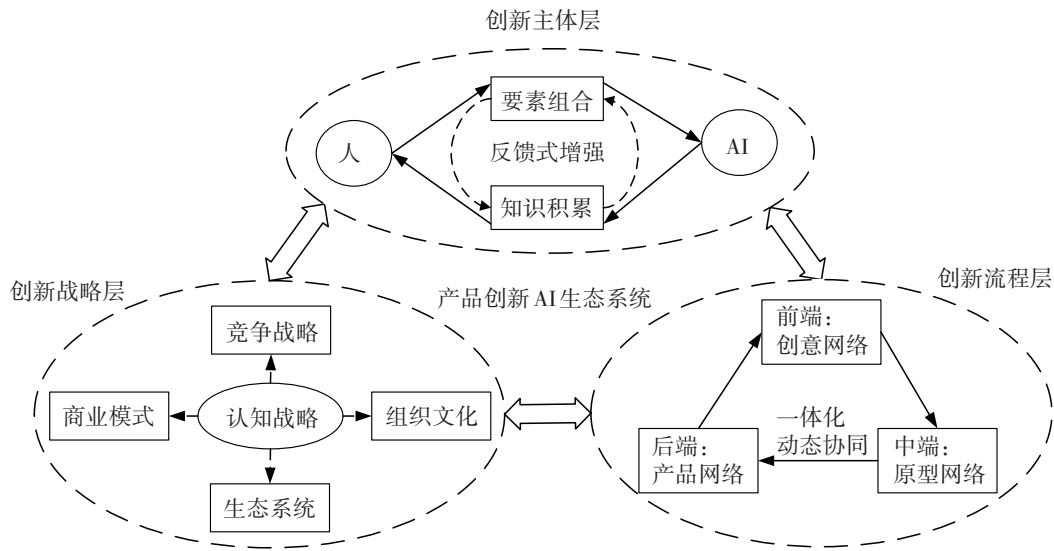 创新主体层
要素组合
人
反馈式增强
AI
知识积累
创新战略层
产品创新AI生态系统
创新流程层
竞争战略
商业模式
认知战略
组织文化
生态系统
前端：
创意网络
一体化
动态协同
后端：
产品网络
中端：
原型网络